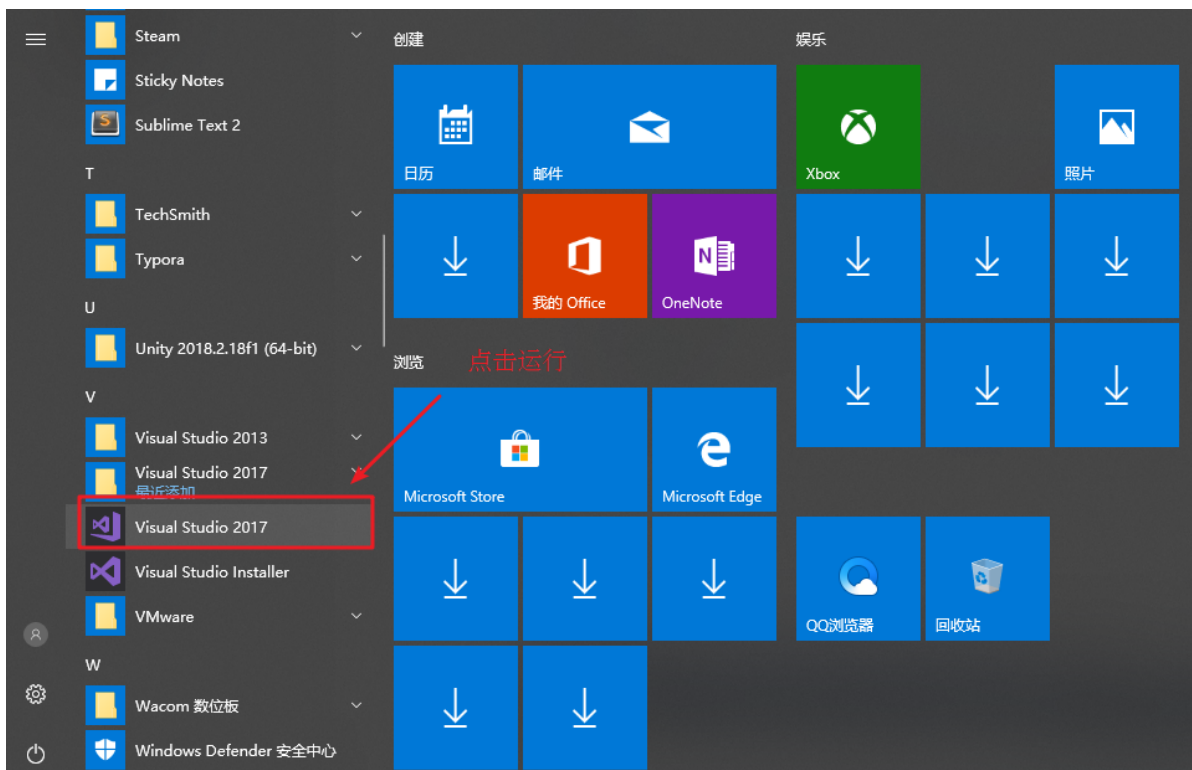 Steam
Sticky Notes
Sublime Text 2
T
TechSmith
Typora
U
Unity 2018.2.18f1 (64-bit)
V
Visual Studio 2013
Visual Studio 2017
最近添加
Visual Studio 2017
Visual Studio Installer
VMware
W
Wacom 数位板
Windows Defender 安全中心
创建
日历
邮件
我的 Office
OneNote
浏览
点击运行
Microsoft Store
Microsoft Edge
娱乐
Xbox
照片
QQ浏览器
回收站